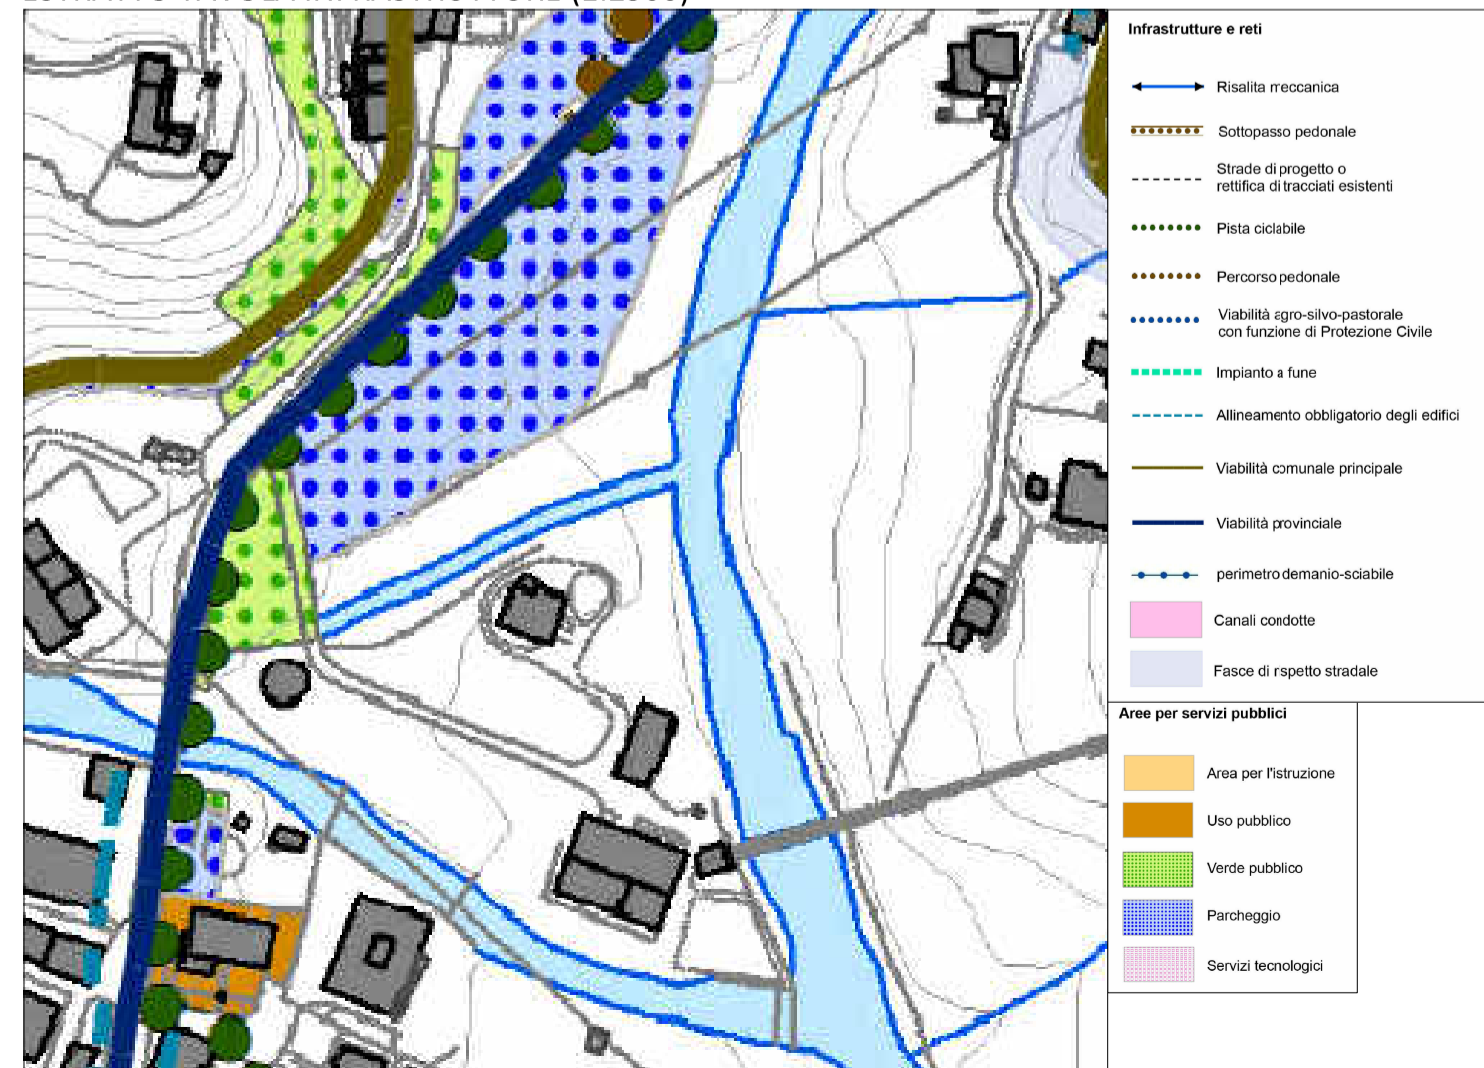 Infrastrutture e reti
Risalita meccanica
Sottopasso pedonale
Strade di progetto o
rettifica di tracciati esistenti
Pista ciclabile
Percorso pedonale
Viabilità agro-silvo-pastorale
con funzione di Protezione Civile
Impianto a fune
Allineamento obbligatorio degli edifici
Viabilità comunale principale
Viabilità provinciale
perimetro demanio-sciabile
Canali condotte
Fasce di rispetto stradale
Aree per servizi pubblici
Area per l'istruzione
Uso pubblico
Verde pubblico
Parcheggio
Servizi tecnologici